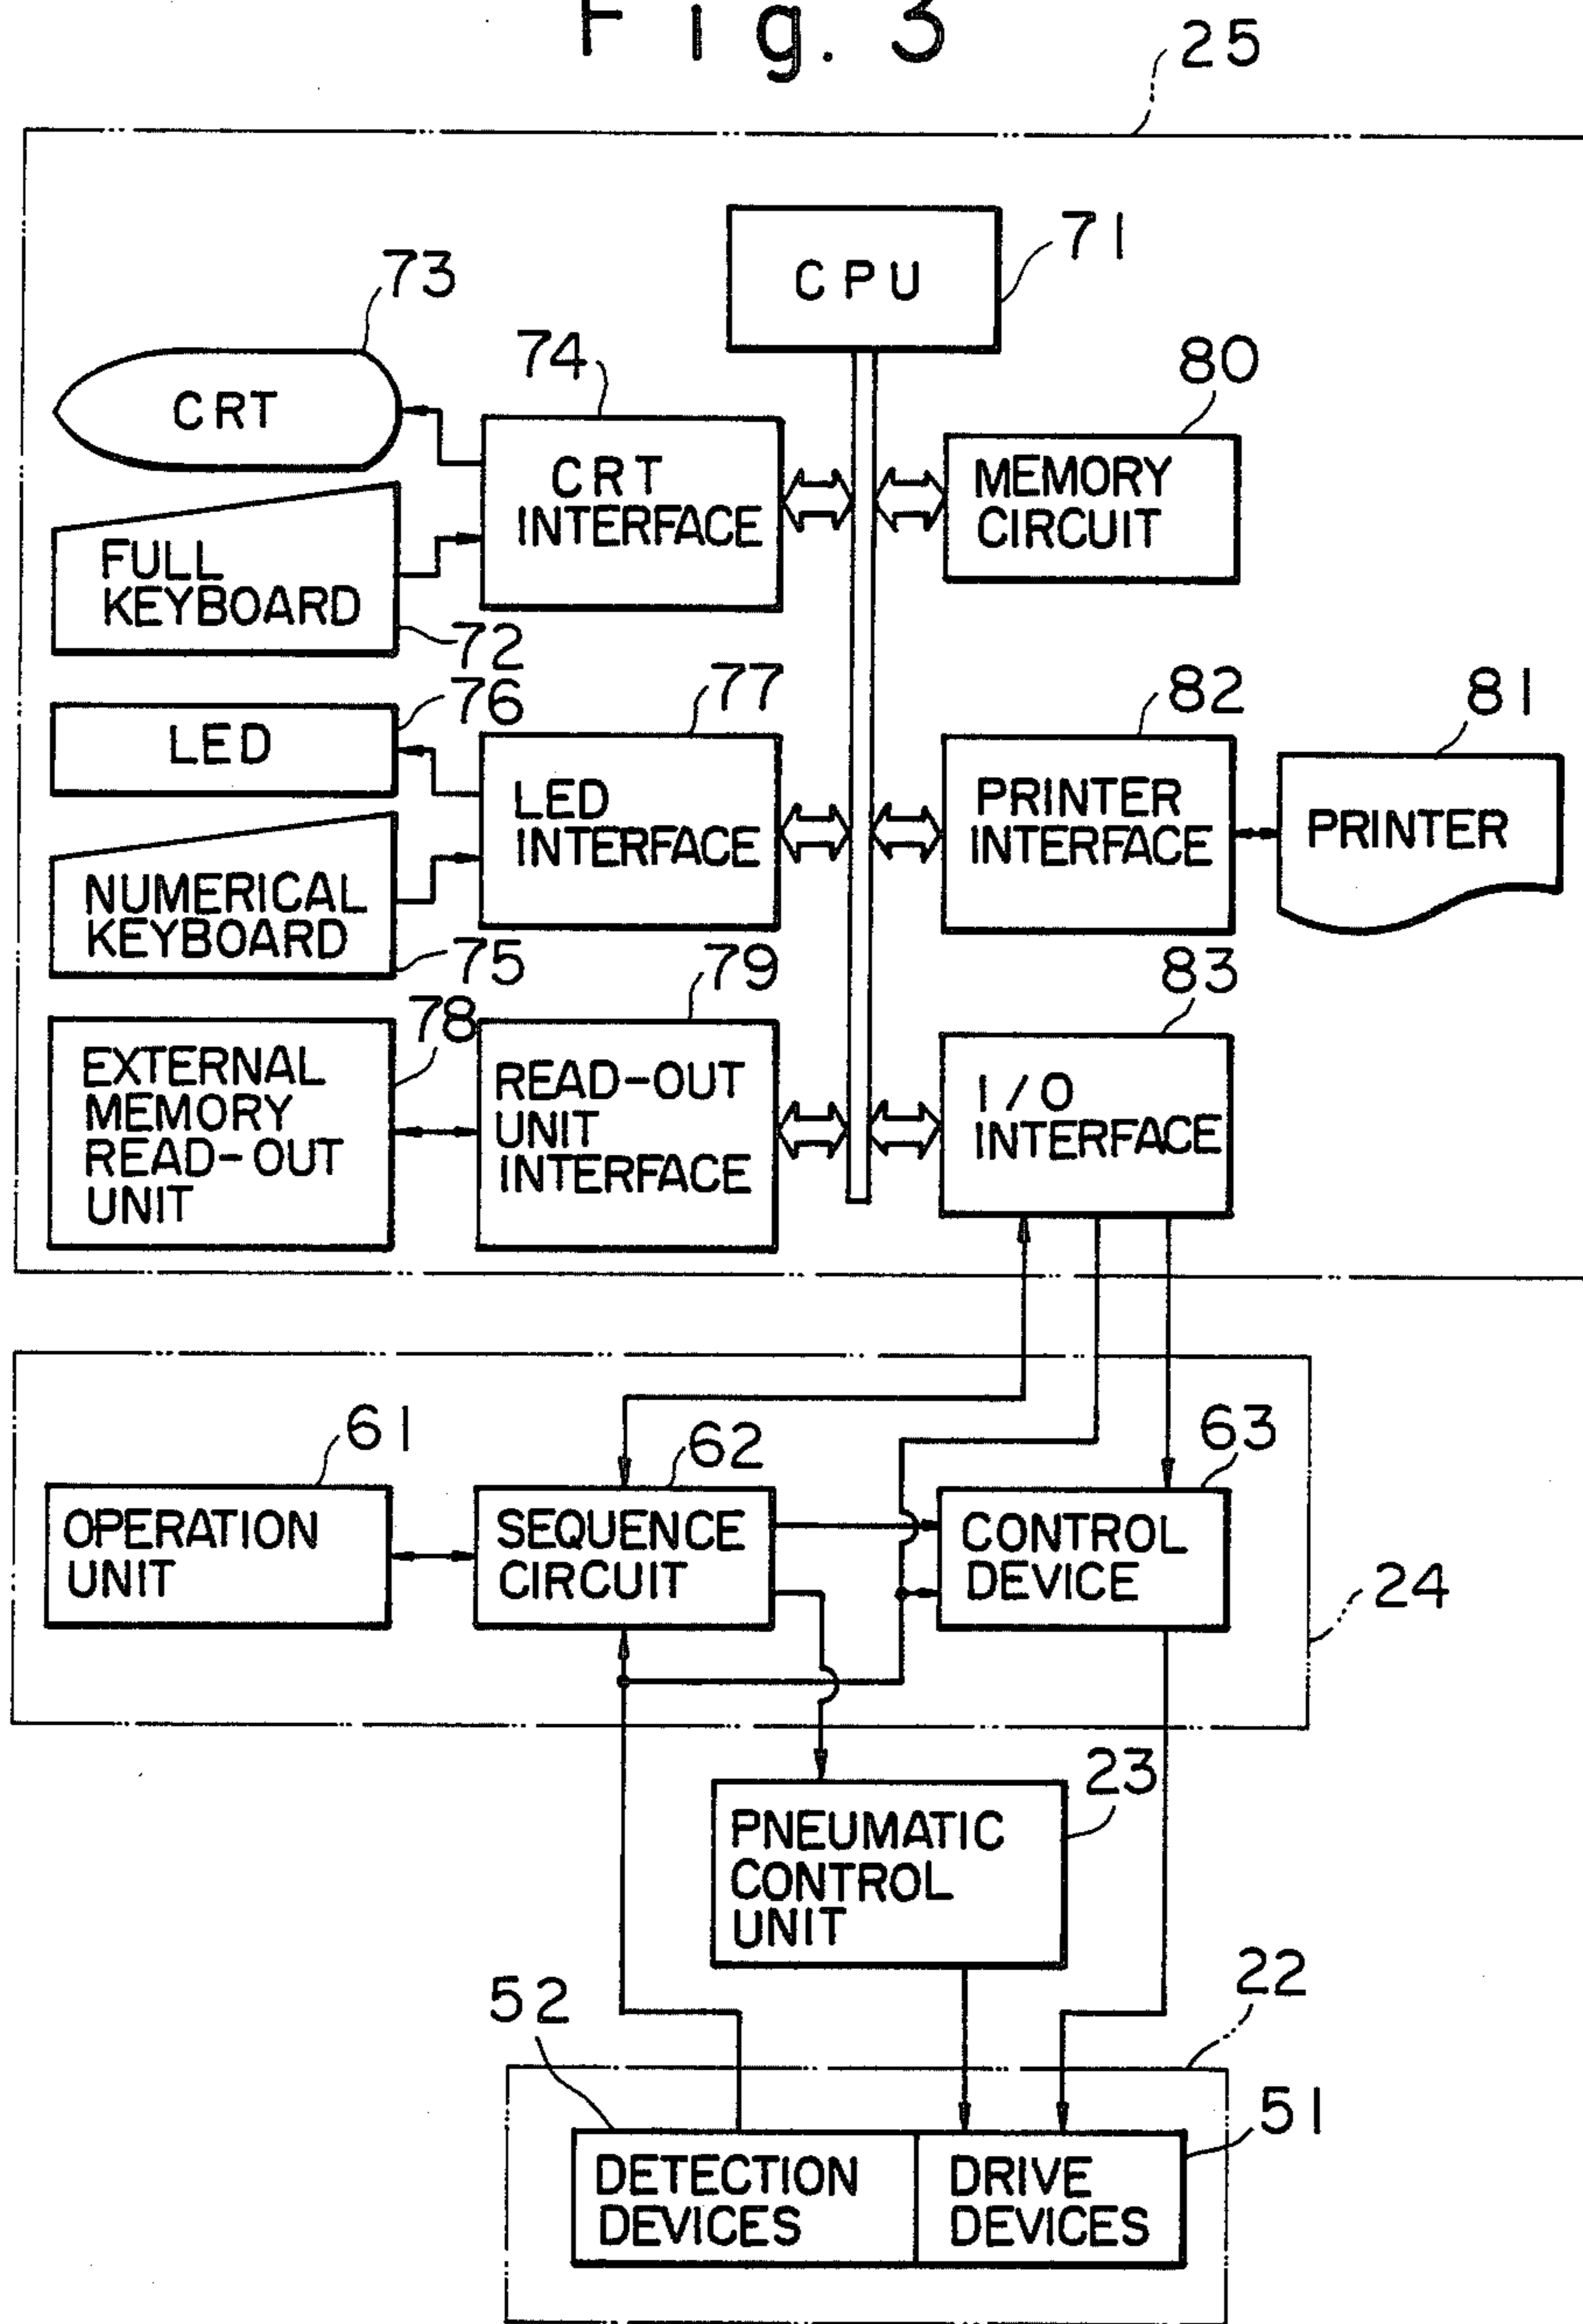 Fig. 3
25
CPU
71
73
CRT
74
CRT
INTERFACE
80
MEMORY
CIRCUIT
FULL
KEYBOARD
72
76
LED
77
LED
INTERFACE
82
PRINTER
INTERFACE
81
PRINTER
NUMERICAL
KEYBOARD
75
78
EXTERNAL
MEMORY
READ-OUT
UNIT
79
READ-OUT
UNIT
INTERFACE
83
I/O
INTERFACE
61
OPERATION
UNIT
62
SEQUENCE
CIRCUIT
63
CONTROL
DEVICE
24
23
PNEUMATIC
CONTROL
UNIT
22
52
51
DETECTION
DEVICES
DRIVE
DEVICES